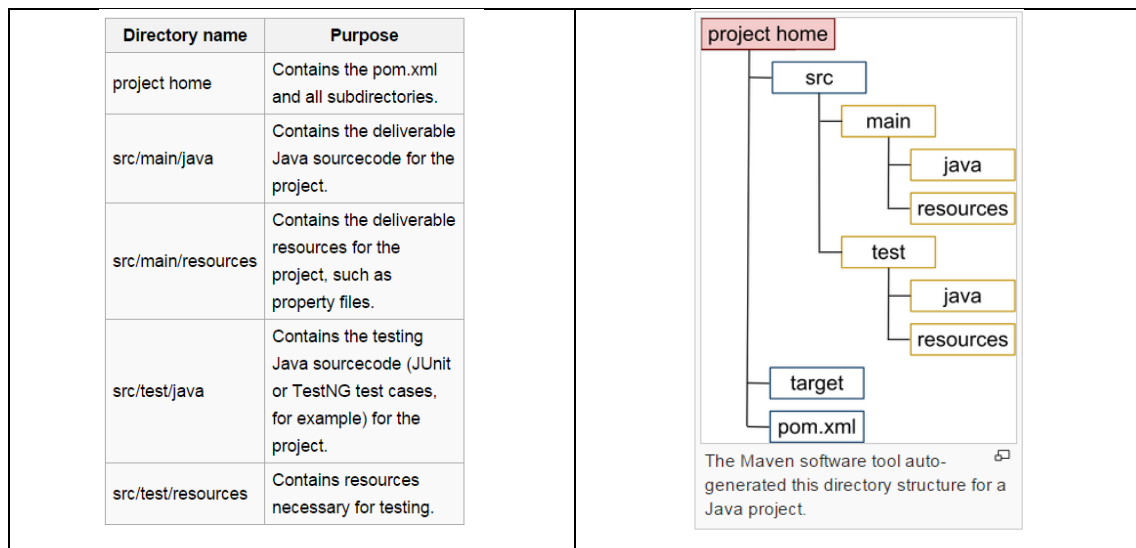 Directory name Purpose
project home
Contains the pom.xml
and all subdirectories.
src/main/java
Contains the deliverable
Java sourcecode for the
project.
src/main/resources
Contains the deliverable
resources for the
project, such as
property files.
src/test/java
Contains the testing
Java sourcecode (JUnit
or TestNG test cases,
for example) for the
project.
src/test/resources
Contains resources
necessary for testing.
project home
src
main
java
resources
test
java
resources
target
pom.xml
The Maven software tool auto-
generated this directory structure for a
Java project.